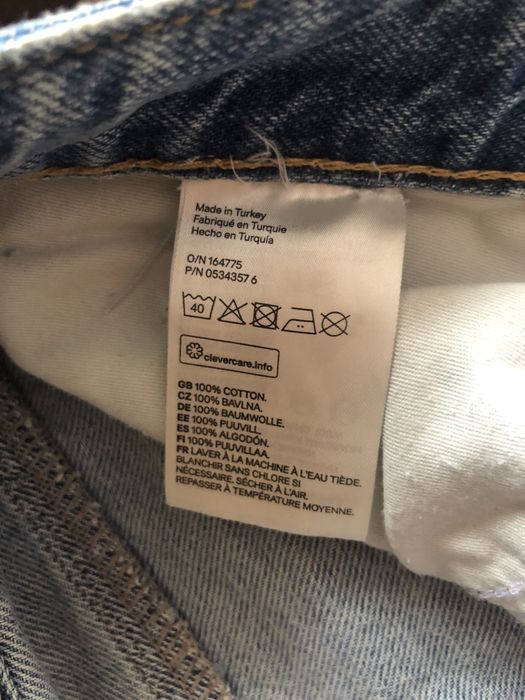 Made in Turkey
Fabriqué en Turquie
Hecho en Turquía
O/N 164775
P/N 0534357 6
40
clevercare.info
GB 100% COTTON.
CZ 100% BAVLNA.
DE 100% BAUMWOLLE.
EE 100% PUUVILL.
ES 100% ALGODÓN.
FI 100% PUUVILLAA.
FR LAVER À LA MACHINE À L'EAU TIÈDE.
BLANCHIR SANS CHLORE SI
NÉCESSAIRE. SÉCHER À L'AIR.
REPASSER À TEMPÉRATURE MOYENNE.